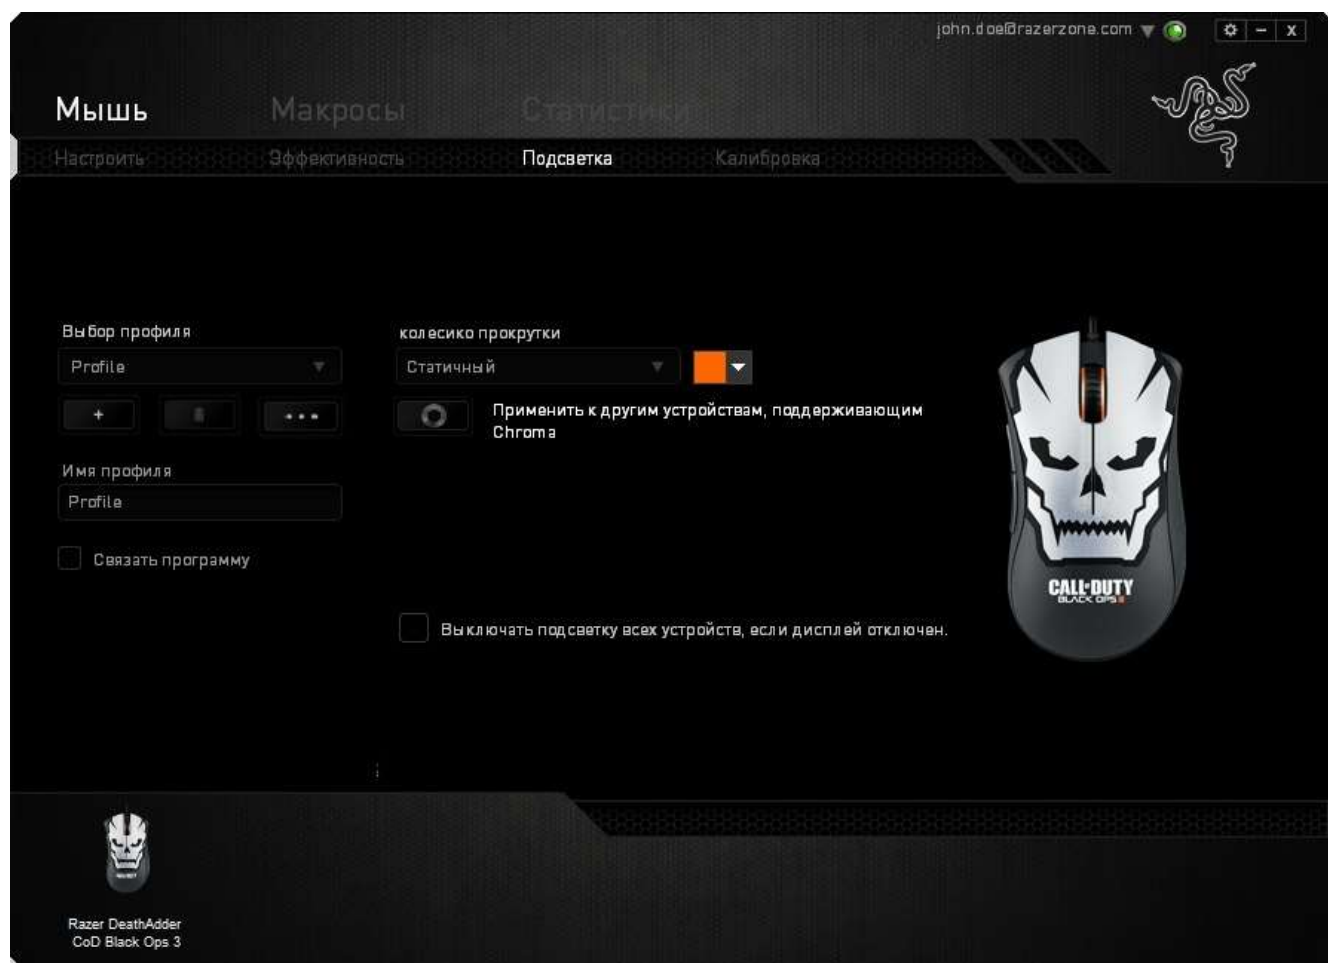 john.doe@razerzone.com
Мышь
Макросы
Статистики
Настроить
Эффективность
Подсветка
Калибровка
Выбор профиля
колесико прокрутки
Profile
Статичный
Применить к другим устройствам, поддерживающим
Chroma
Имя профиля
Profile
Связать программу
CALL OF DUTY
BLACK OPS III
Выключать подсветку всех устройств, если дисплей отключен.
Razer DeathAdder
CoD Black Ops 3